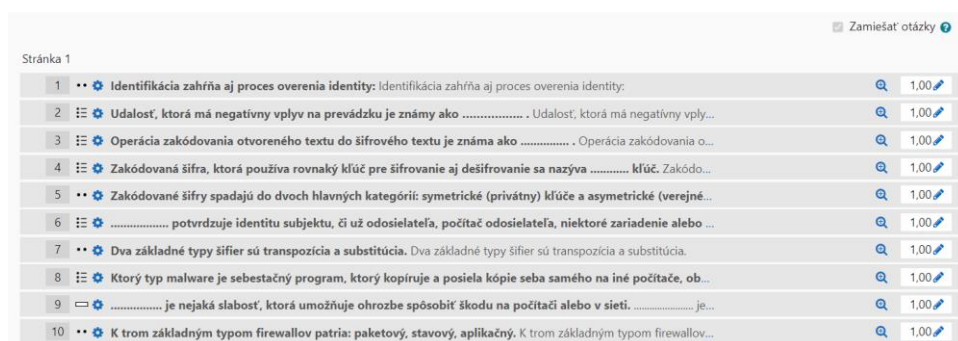 Zamiešať otázky
Stránka 1
1 Identifikácia zahŕňa aj proces overenia identity: Identifikácia zahŕňa aj proces overenia identity: 1,00
2 Udalosť, ktorá má negatívny vplyv na prevádzku je známy ako ................. . Udalosť, ktorá má negatívny vply... 1,00
3 Operácia zakódovania otvoreného textu do šifrového textu je známa ako ............... . Operácia zakódovania o... 1,00
4 Zakódovaná šifra, ktorá používa rovnaký kľúč pre šifrovanie aj dešifrovanie sa nazýva ........... kľúč. Zakódo... 1,00
5 Zakódované šifry spadajú do dvoch hlavných kategórií: symetrické (privátny) kľúče a asymetrické (verejné... 1,00
6 .................. potvrdzuje identitu subjektu, či už odosielateľa, počítač odosielateľa, niektoré zariadenie alebo ... 1,00
7 Dva základné typy šifier sú transpozícia a substitúcia. Dva základné typy šifier sú transpozícia a substitúcia. 1,00
8 Ktorý typ malware je sebestačný program, ktorý kopíruje a posiela kópie seba samého na iné počítače, ob... 1,00
9 ................ je nejaká slabosť, ktorá umožňuje ohrozbe spôsobiť škodu na počítači alebo v sieti. ...................... je... 1,00
10 K trom základným typom firewallov patria: paketový, stavový, aplikačný. K trom základným typom firewallov... 1,00